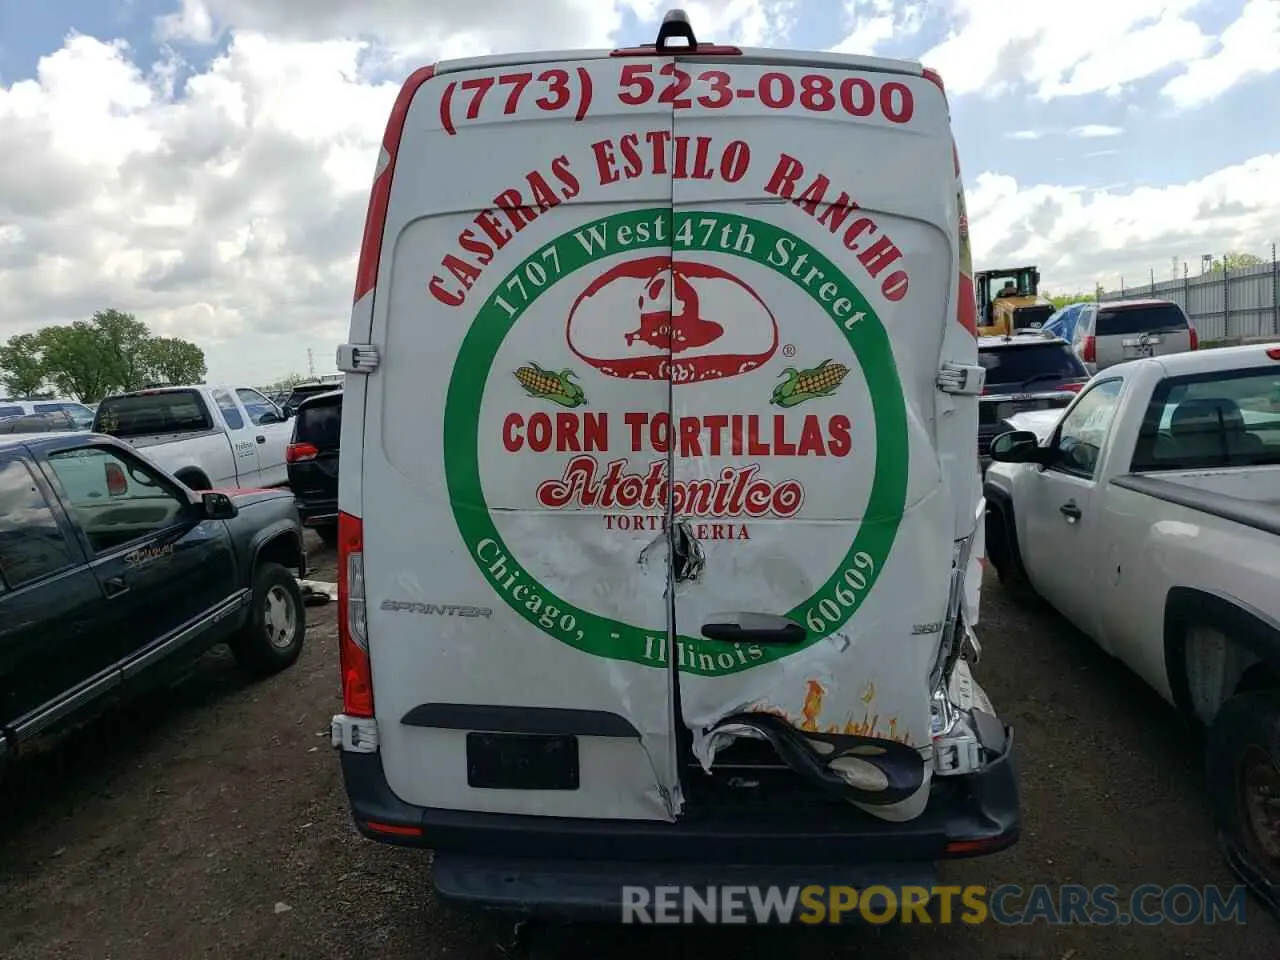 (773) 523-0800
CASERAS ESTILO RANCHO
1707 West 47th Street
®
CORN TORTILLAS
Atotonilco
SPRINTER
Chicago, - Illinois 60609
RENEWSPORTSCARS.COM